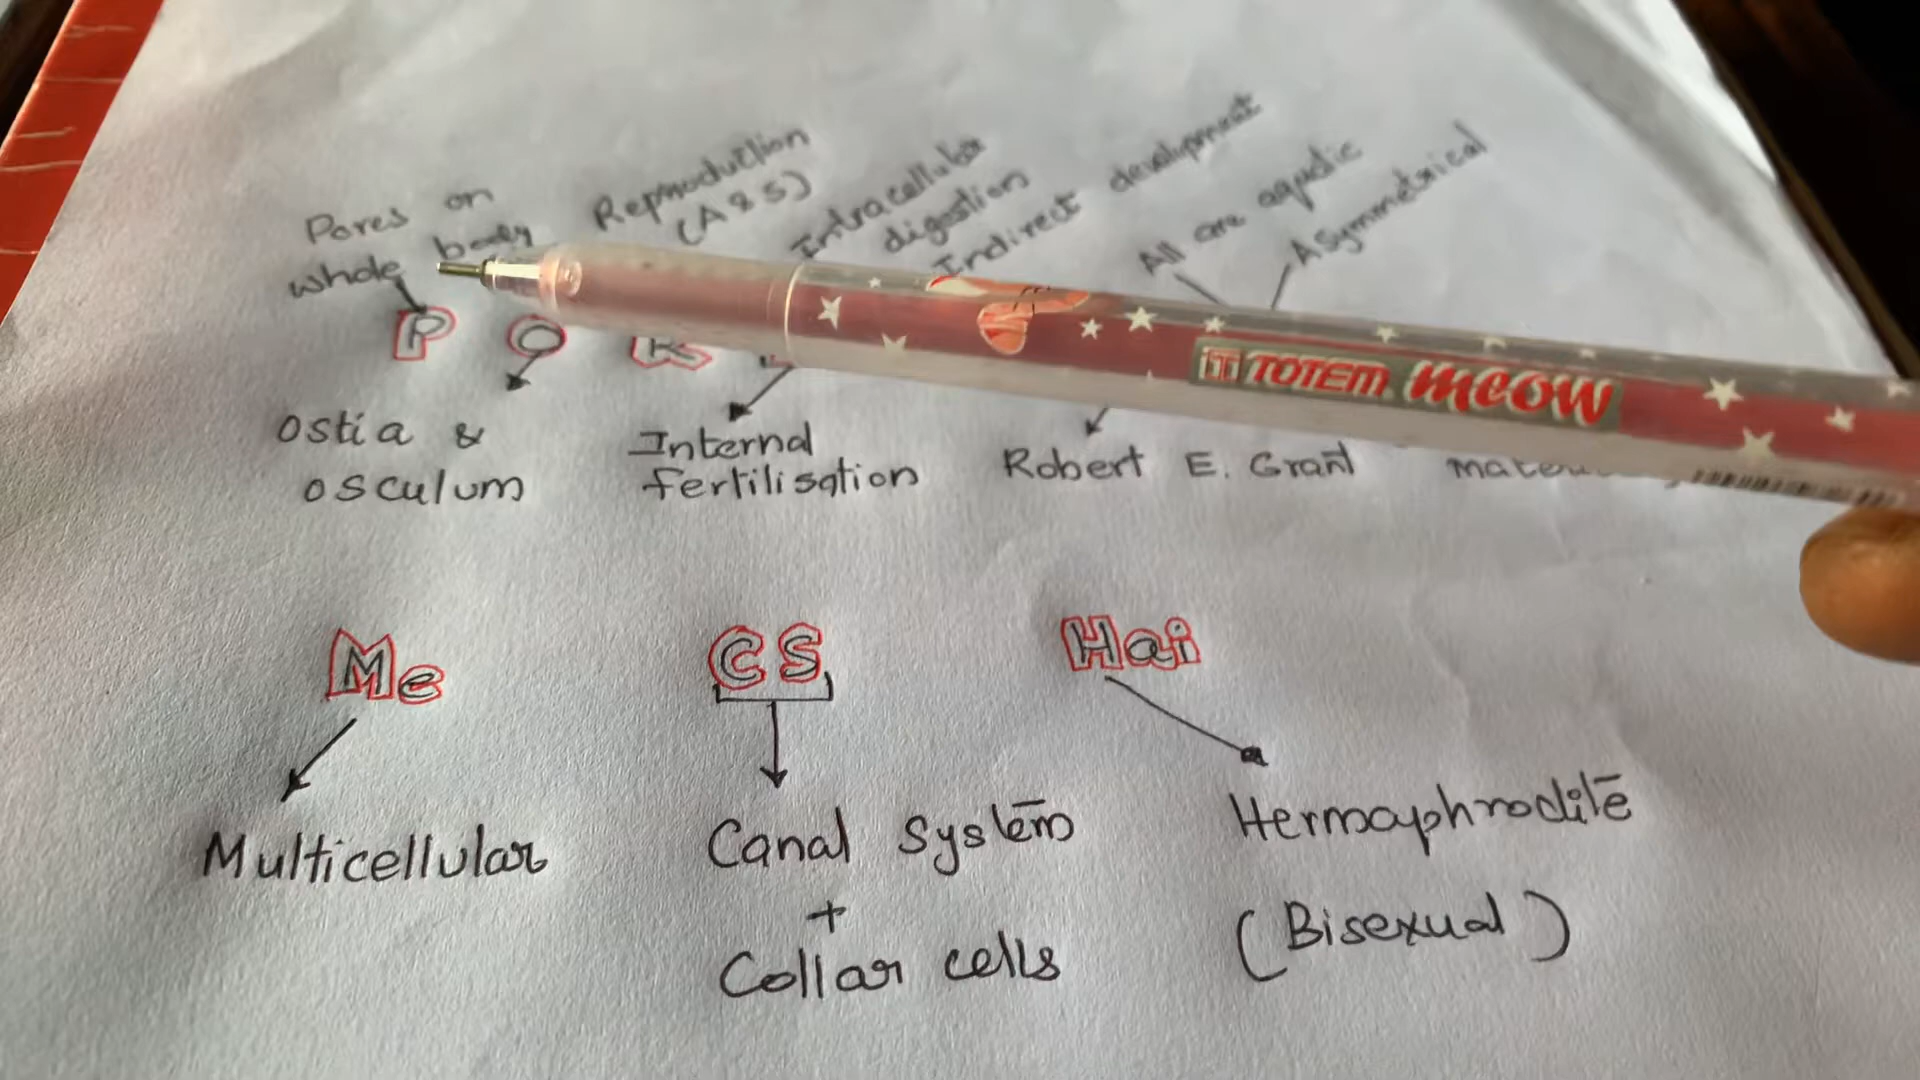 Pores on
whole body
Reproduction
(A & S)
Intracellular
digestion
Indirect development
All are aquatic
Asymmetrical
P O R
Ostia &
osculum
Internal
fertilisation
Robert E. Grant
TOTEM meow
Me CS Hai
Multicellular
Canal System
+
Collar cells
Hermaphrodite
(Bisexual)